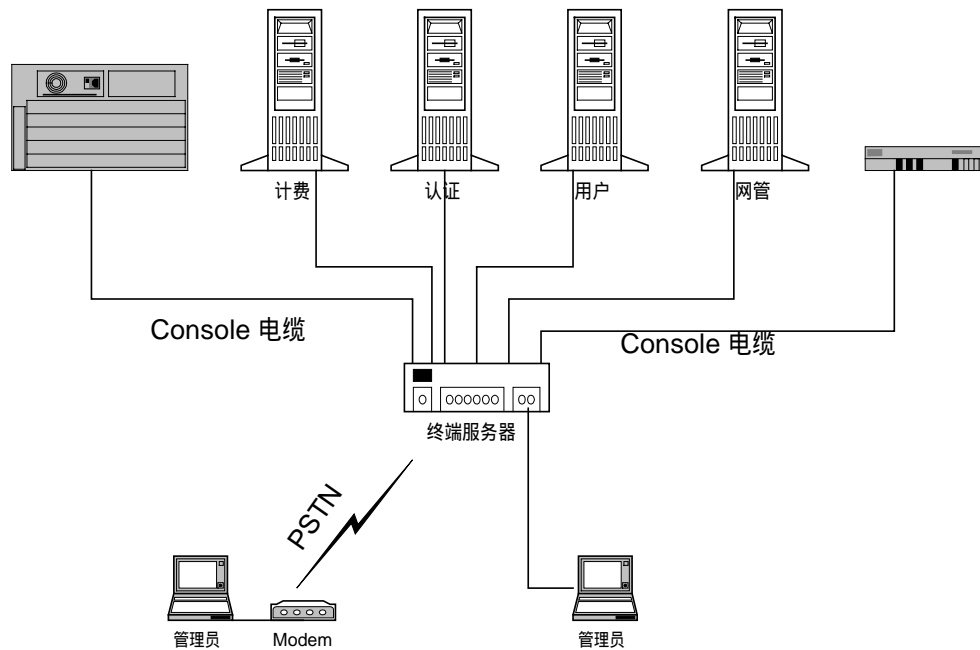 计费
认证
用户
网管
Console 电缆
Console 电缆
终端服务器
PSTN
管理员
Modem
管理员